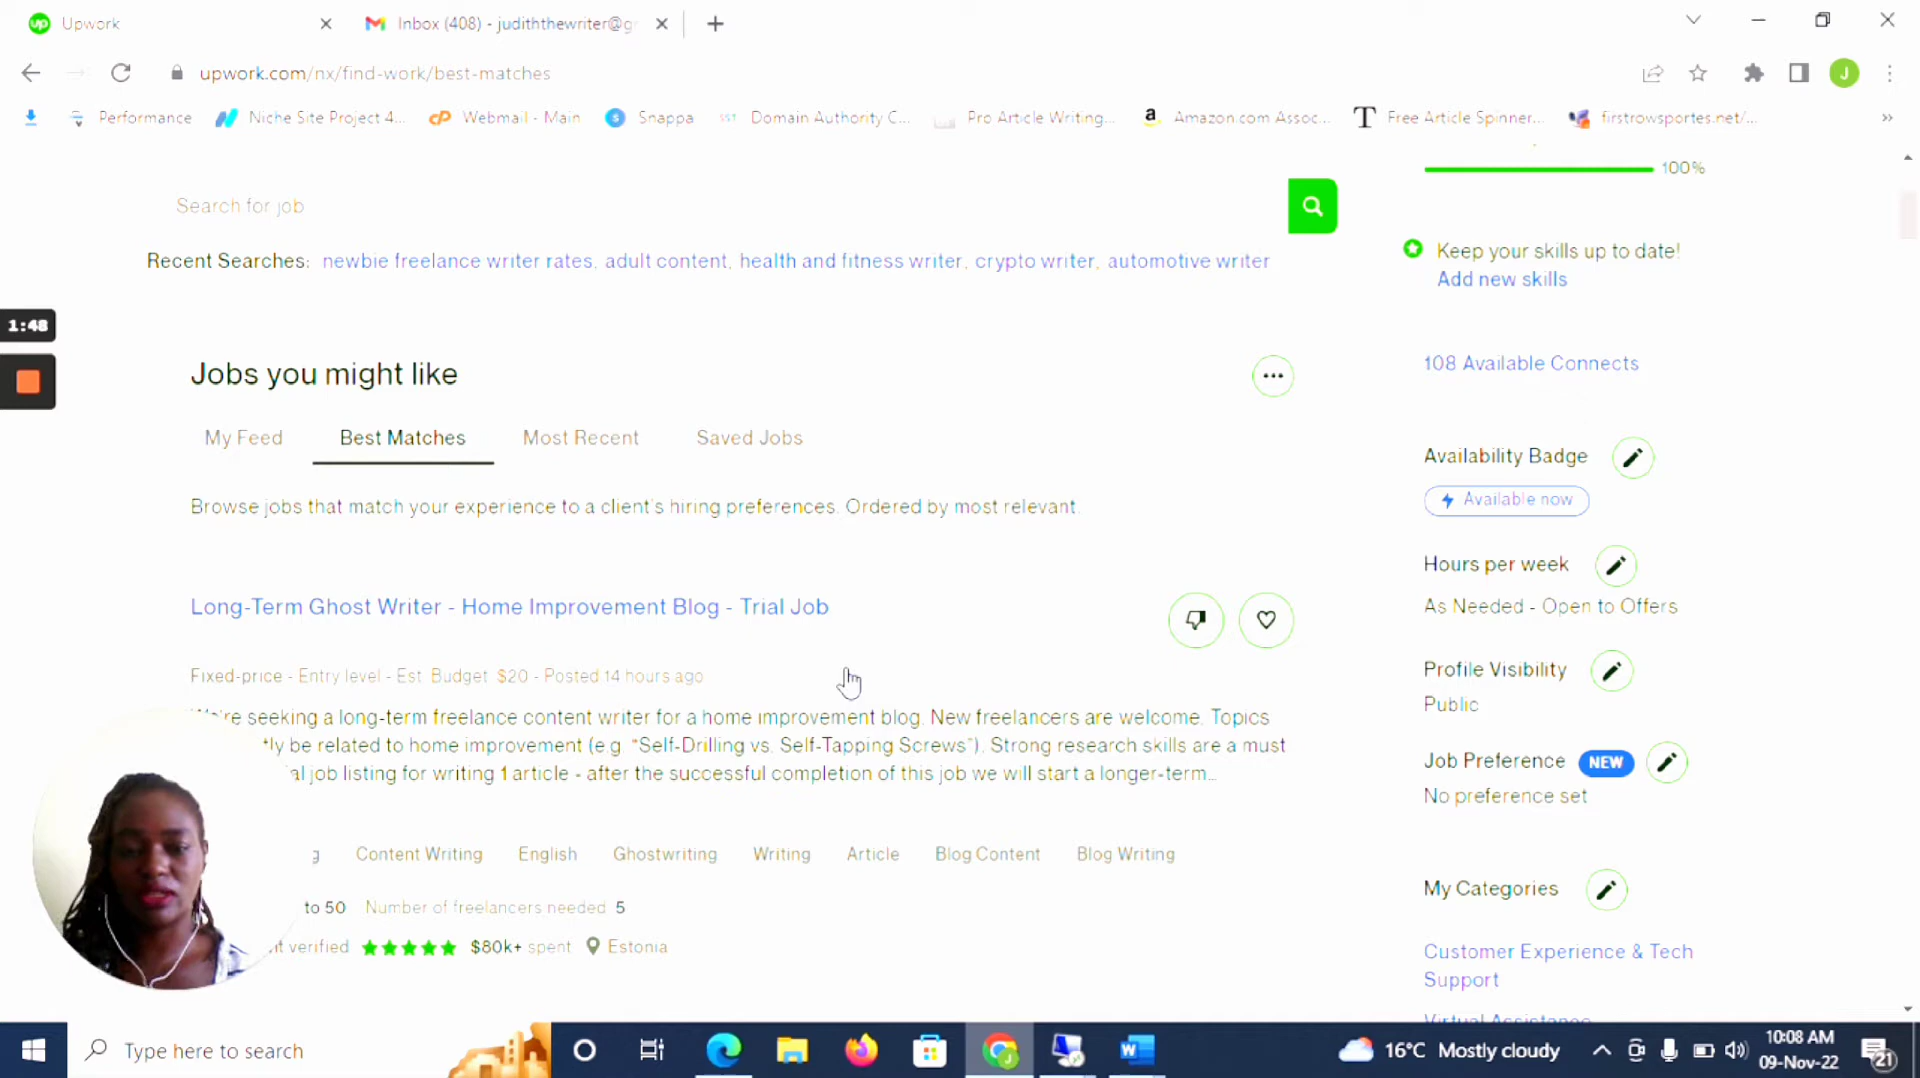 Upwork
Inbox (408) - judiththewriter@g
upwork.com/nx/find-work/best-matches
J
Performance
Niche Site Project 4...
Webmail - Main
Snappa
Domain Authority C...
Pro Article Writing...
Amazon.com Assoc...
Free Article Spinner...
firstrowsportes.net/...
100%
Search for job
Recent Searches: newbie freelance writer rates, adult content, health and fitness writer, crypto writer, automotive writer
Keep your skills up to date!
Add new skills
1:48
108 Available Connects
Jobs you might like
My Feed Best Matches Most Recent Saved Jobs
Availability Badge
Available now
Browse jobs that match your experience to a client's hiring preferences. Ordered by most relevant.
Hours per week
As Needed - Open to Offers
Long-Term Ghost Writer - Home Improvement Blog - Trial Job
Fixed-price - Entry level - Est. Budget $20 - Posted 14 hours ago
Profile Visibility
Public
seeking a long-term freelance content writer for a home improvement blog. New freelancers are welcome. Topics
be related to home improvement (e.g. "Self-Drilling vs. Self-Tapping Screws"). Strong research skills are a must
job listing for writing 1 article - after the successful completion of this job we will start a longer-term...
Job Preference NEW
No preference set
Content Writing English Ghostwriting Writing Article Blog Content Blog Writing
My Categories
to 50 Number of freelancers needed 5
verified $80k+ spent Estonia
Customer Experience & Tech
Support
Virtual Assistance
Type here to search
16°C Mostly cloudy
10:08 AM
09-Nov-22
21